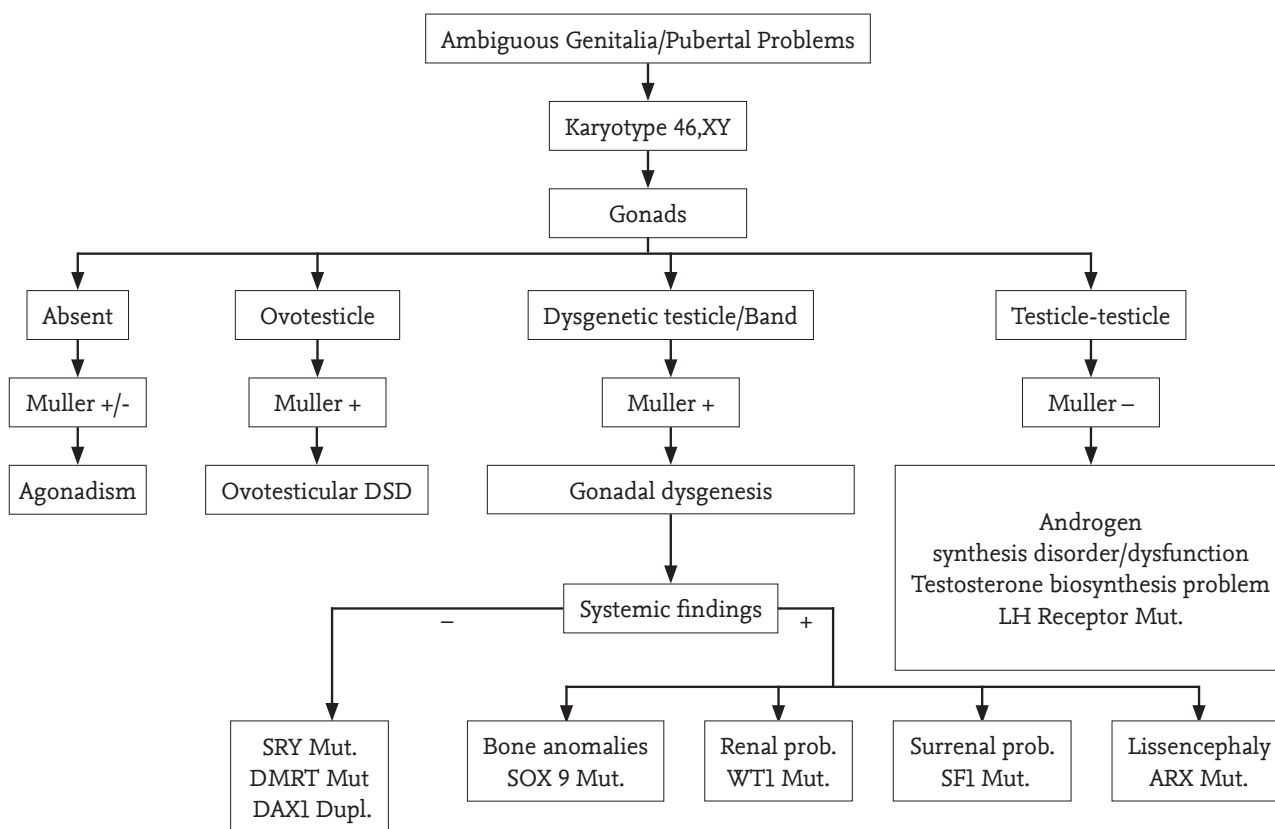 Ambiguous Genitalia/Pubertal Problems
Karyotype 46,XY
Gonads
Absent
Ovotesticle
Dysgenetic testicle/Band
Testicle-testicle
Muller +/-
Muller +
Muller +
Muller –
Agonadism
Ovotesticular DSD
Gonadal dysgenesis
Androgen
synthesis disorder/dysfunction
Testosterone biosynthesis problem
LH Receptor Mut.
Systemic findings
–
+
SRY Mut.
DMRT Mut
DAX1 Dupl.
Bone anomalies
SOX 9 Mut.
Renal prob.
WT1 Mut.
Surrenal prob.
SF1 Mut.
Lissencephaly
ARX Mut.